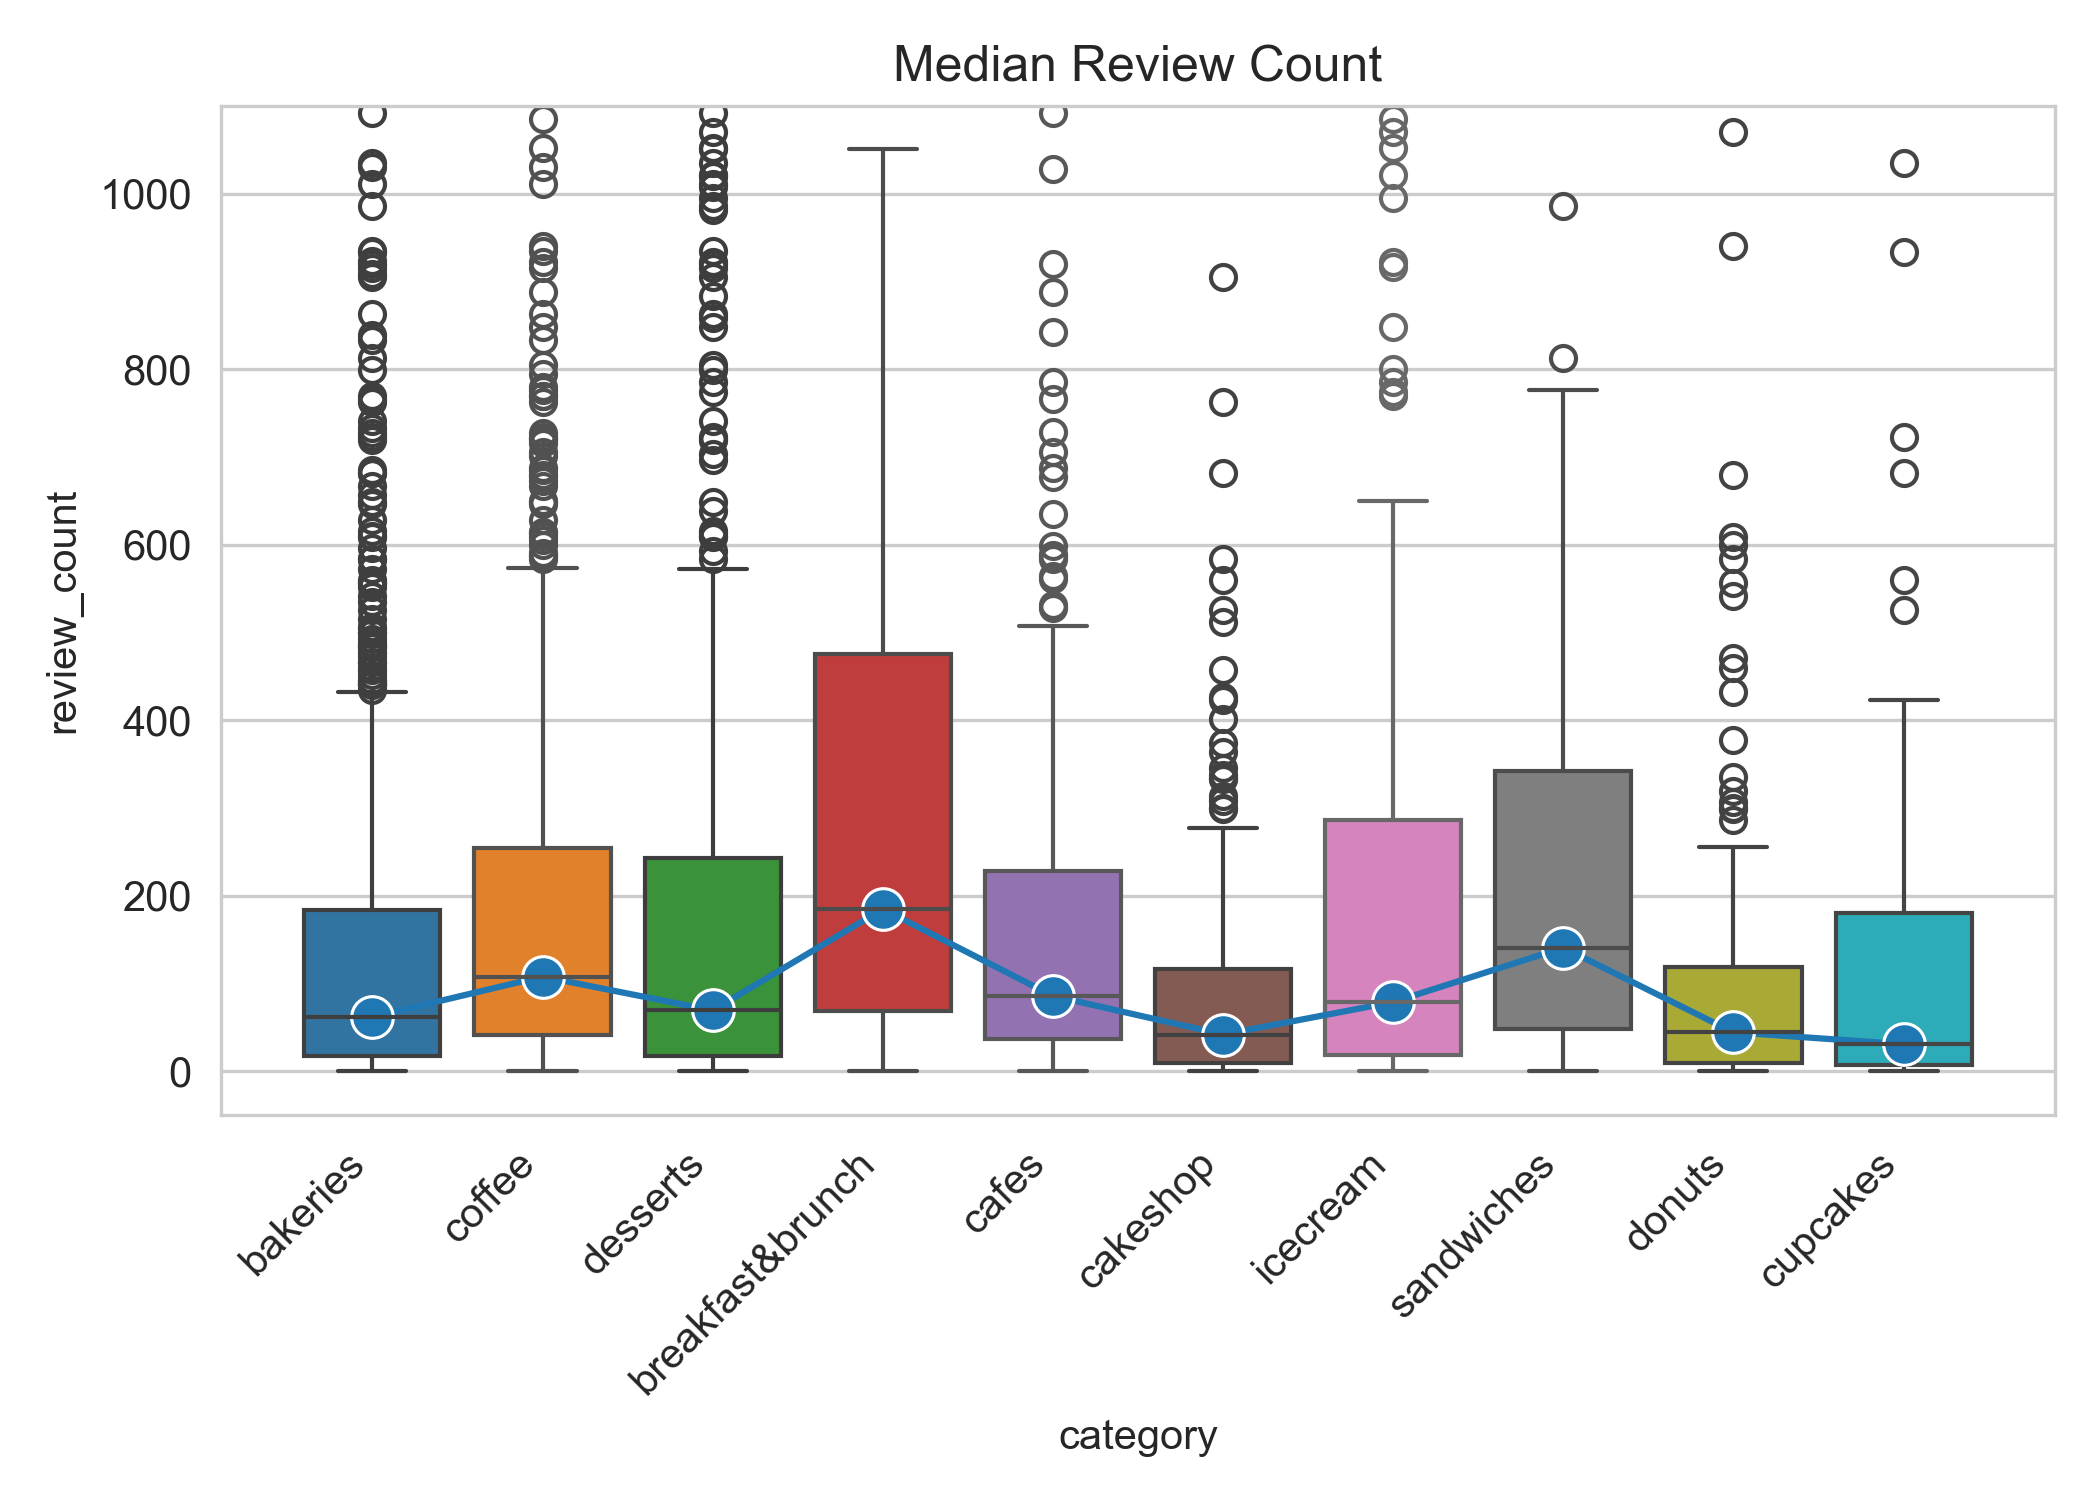 Median Review Count
review_count
1000
800
600
400
200
0
bakeries
coffee
desserts
breakfast&brunch
cafes
cakeshop
icecream
sandwiches
donuts
cupcakes
category